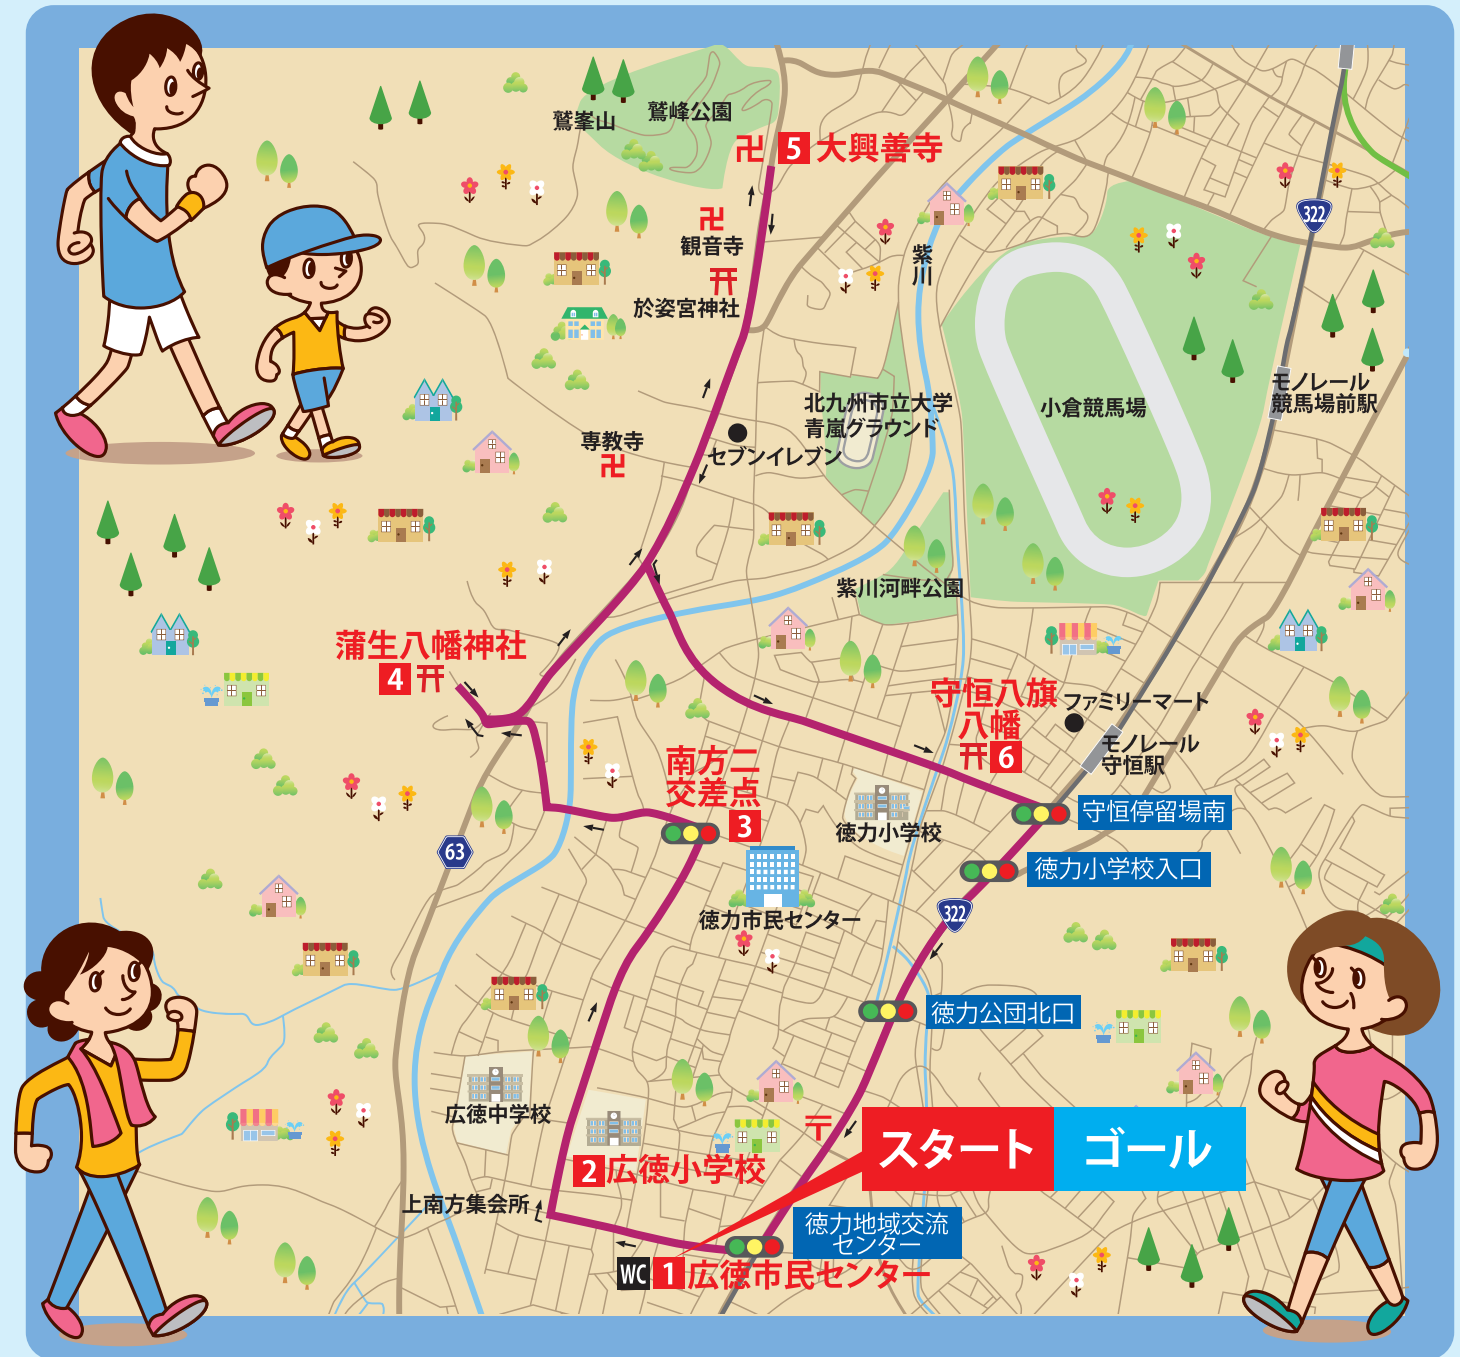 鷲峯山
鷲峰公園
卍 5 大興善寺
卍
観音寺
於姿宮神社
紫川
322
北九州市立大学
青嵐グラウンド
小倉競馬場
モノレール
競馬場前駅
専教寺
卍
セブンイレブン
紫川河畔公園
蒲生八幡神社
4
守恒八旗
八幡
6
ファミリーマート
モノレール
守恒駅
南方二
交差点
3
徳力小学校
守恒停留場南
徳力小学校入口
63
322
徳力市民センター
徳力公団北口
広徳中学校
〒
スタート ゴール
2 広徳小学校
上南方集会所
徳力地域交流
センター
WC 1 広徳市民センター